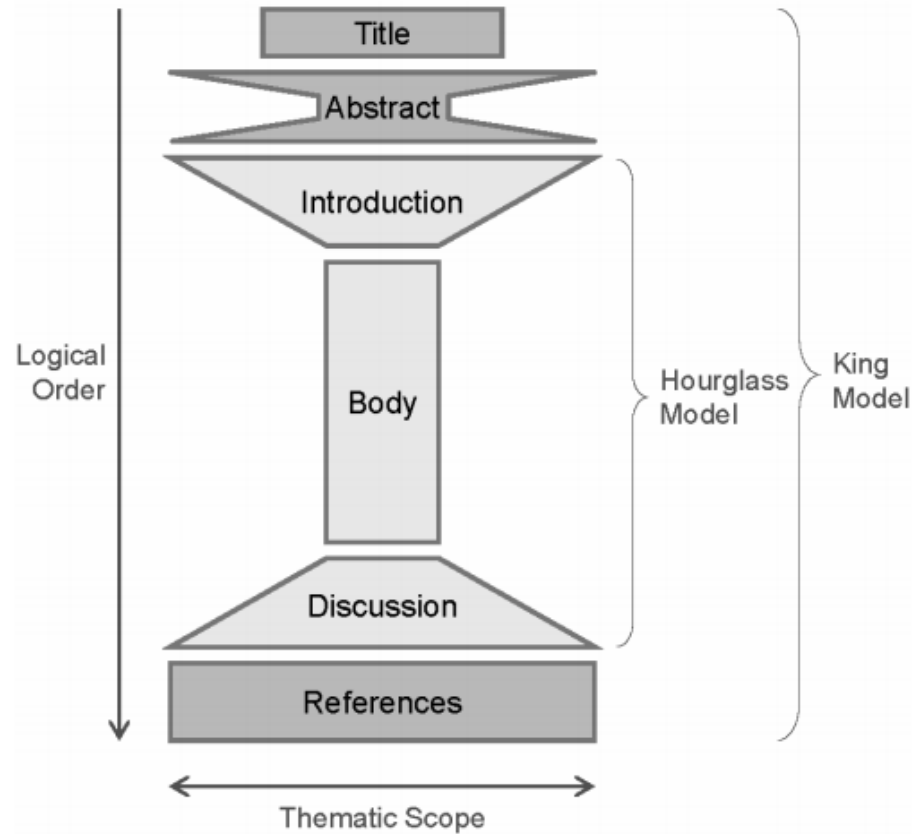 Title
Abstract
Introduction
Logical
Order
Body
Hourglass
Model
King
Model
Discussion
References
Thematic Scope